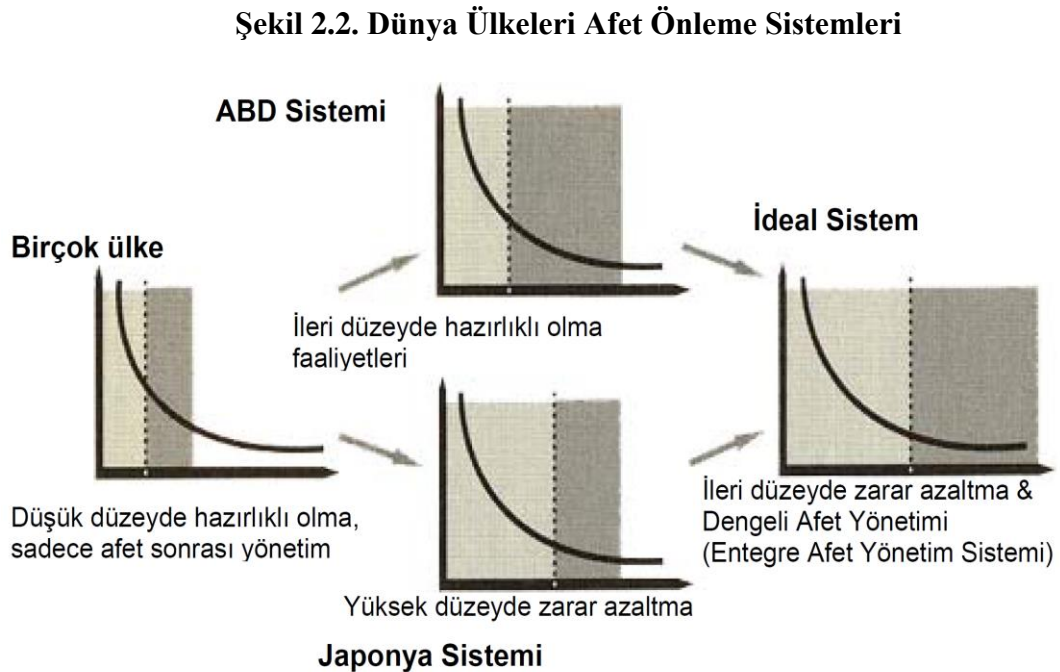 Şekil 2.2. Dünya Ülkeleri Afet Önleme Sistemleri
ABD Sistemi
Birçok ülke
İdeal Sistem
İleri düzeyde hazırlıklı olma
faaliyetleri
Düşük düzeyde hazırlıklı olma,
sadece afet sonrası yönetim
İleri düzeyde zarar azaltma &
Dengeli Afet Yönetimi
(Entegre Afet Yönetim Sistemi)
Yüksek düzeyde zarar azaltma
Japonya Sistemi